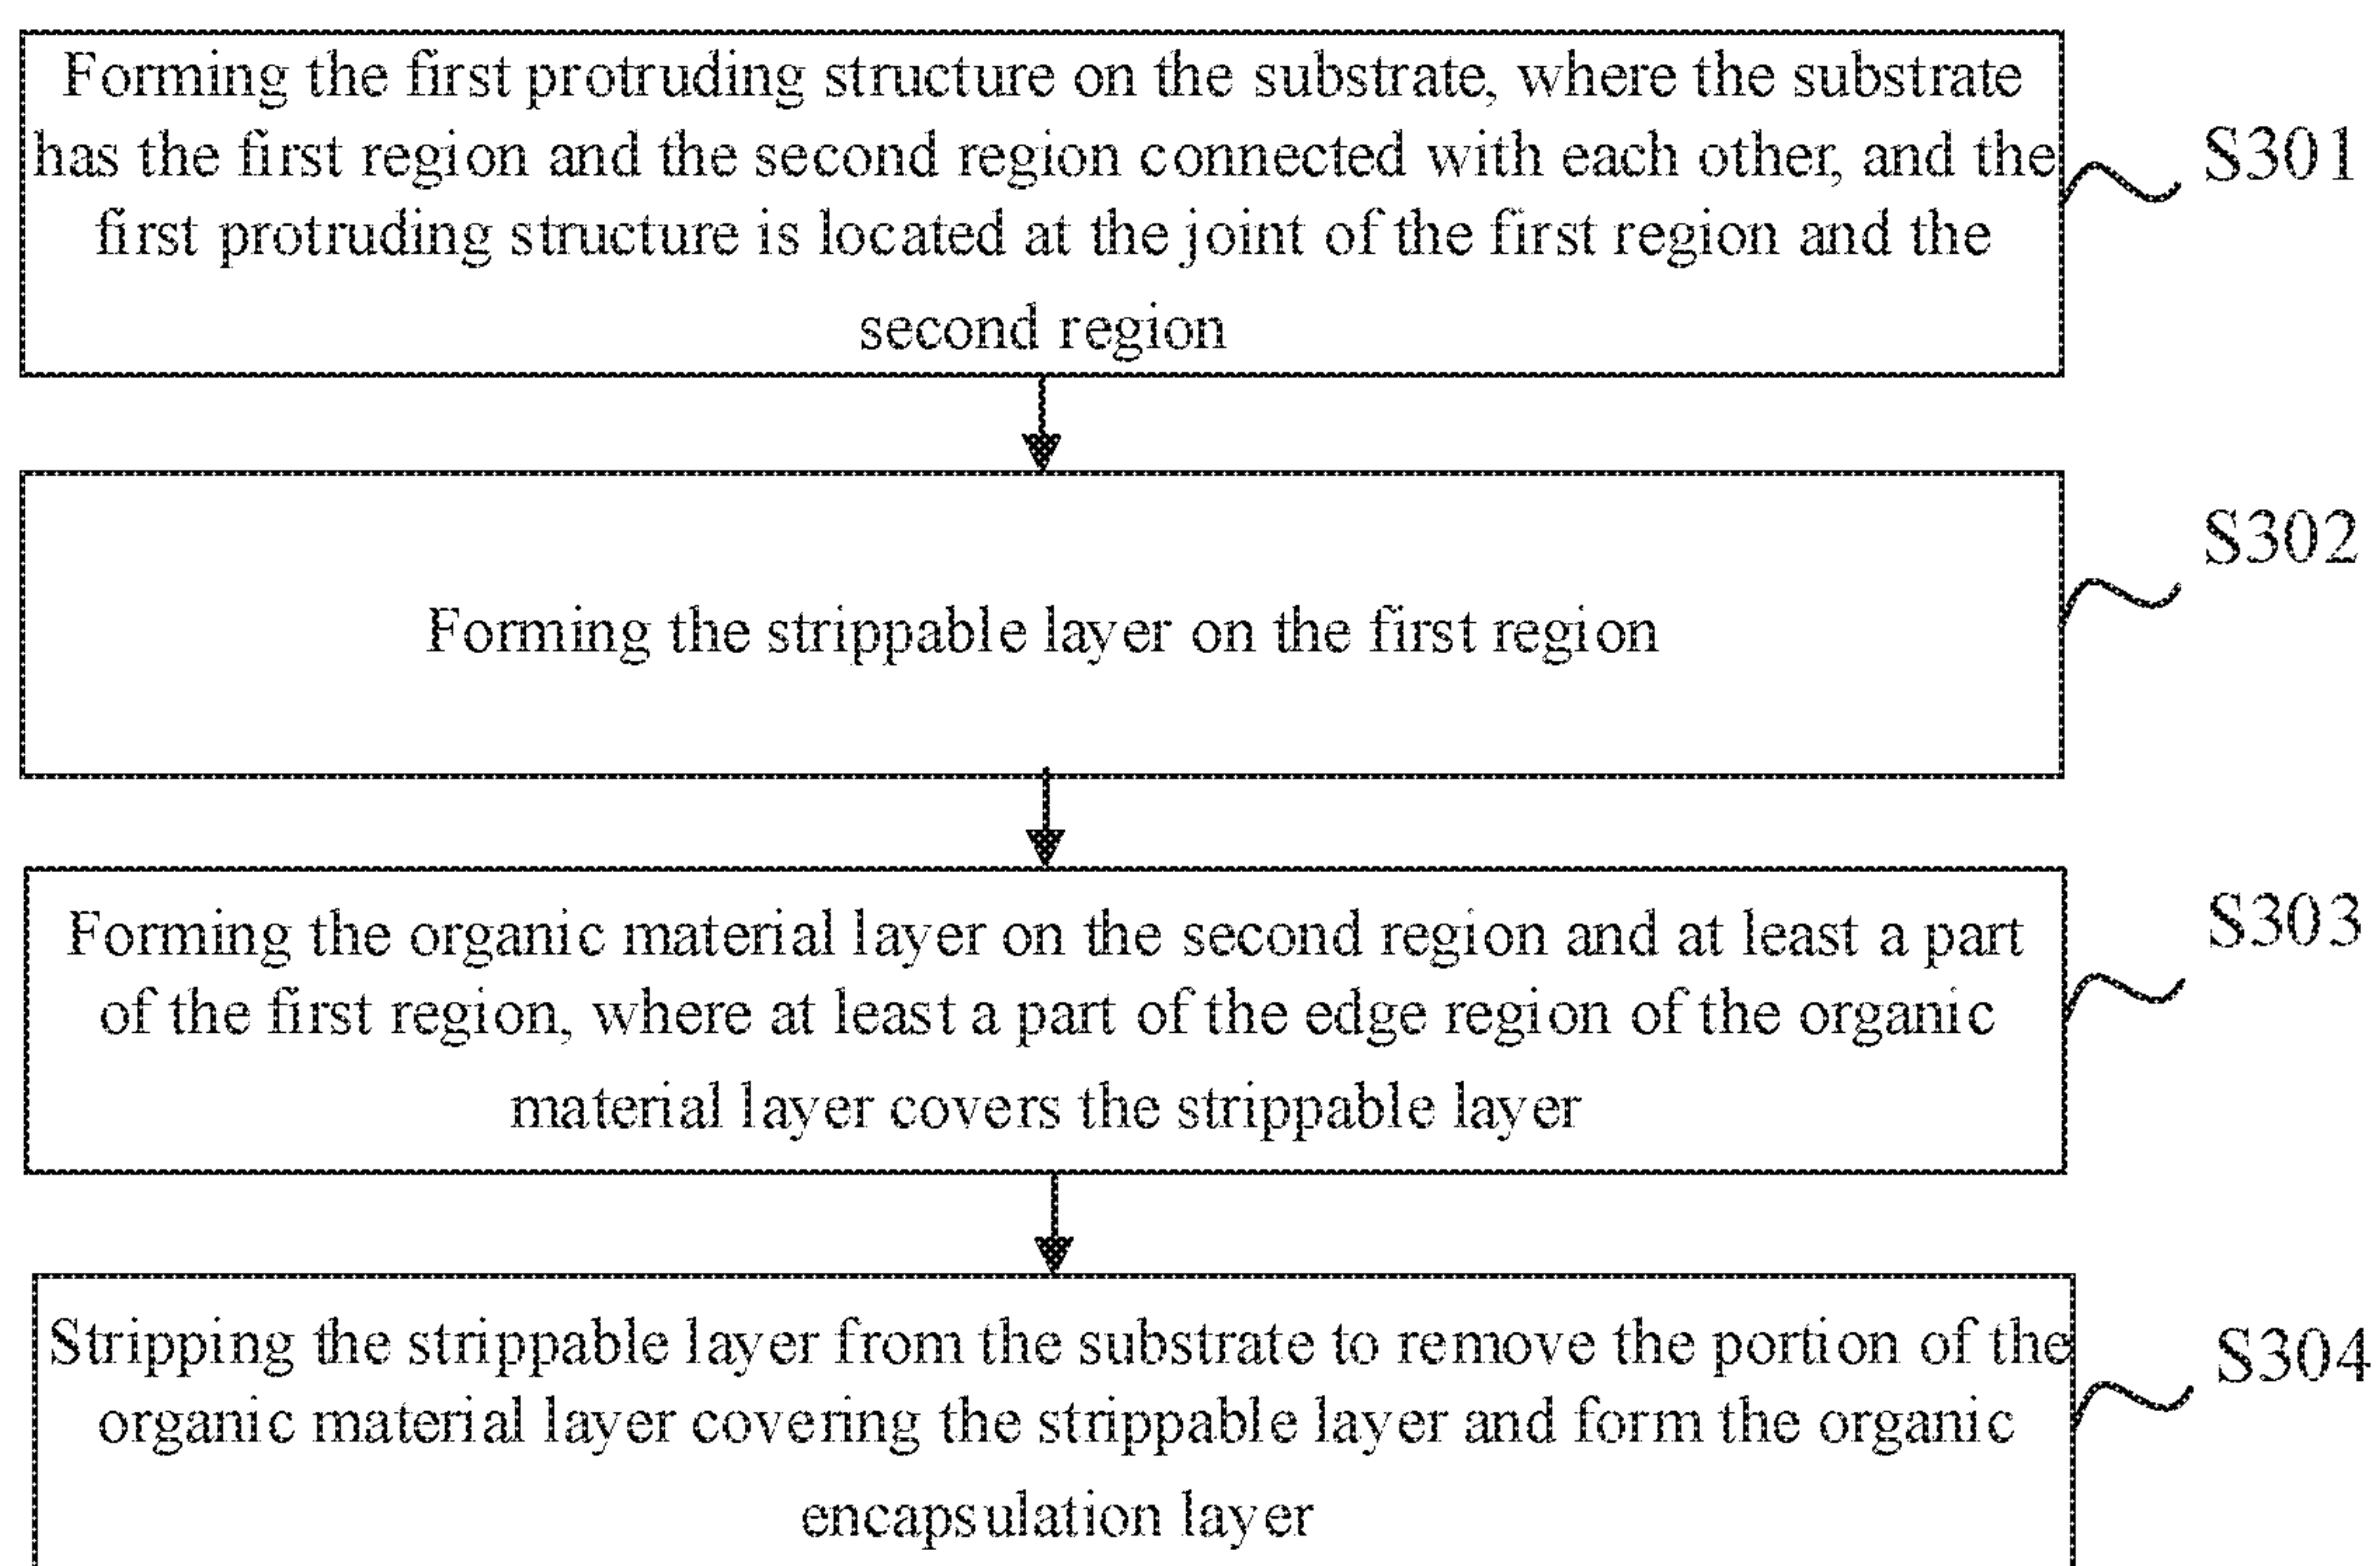 Forming the first protruding structure on the substrate, where the substrate
has the first region and the second region connected with each other, and the
first protruding structure is located at the joint of the first region and the
second region
S301
Forming the strippable layer on the first region
S302
Forming the organic material layer on the second region and at least a part
of the first region, where at least a part of the edge region of the organic
material layer covers the strippable layer
S303
Stripping the strippable layer from the substrate to remove the portion of the
organic material layer covering the strippable layer and form the organic
encapsulation layer
S304